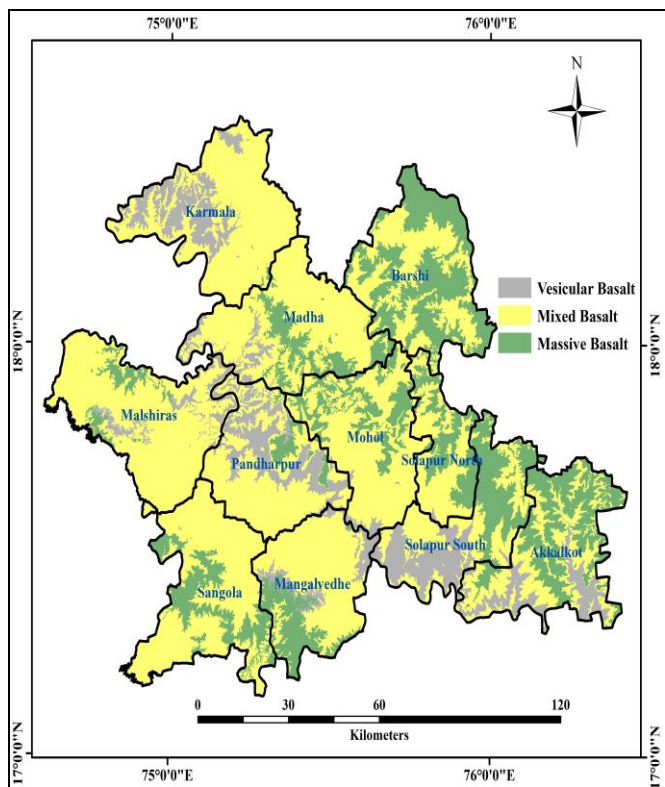 75°0'0"E 76°0'0"E
N
Karmala
Barshi
Vesicular Basalt
Mixed Basalt
Massive Basalt
Madha
18°0'0"N 18°0'0"N
Malshiras
Mohol
Pandharpur
Solapur North
Solapur South
Akkalkot
Sangola
Mangalvedhe
0 30 60 120
Kilometers
17°0'0"N 17°0'0"N
75°0'0"E 76°0'0"E